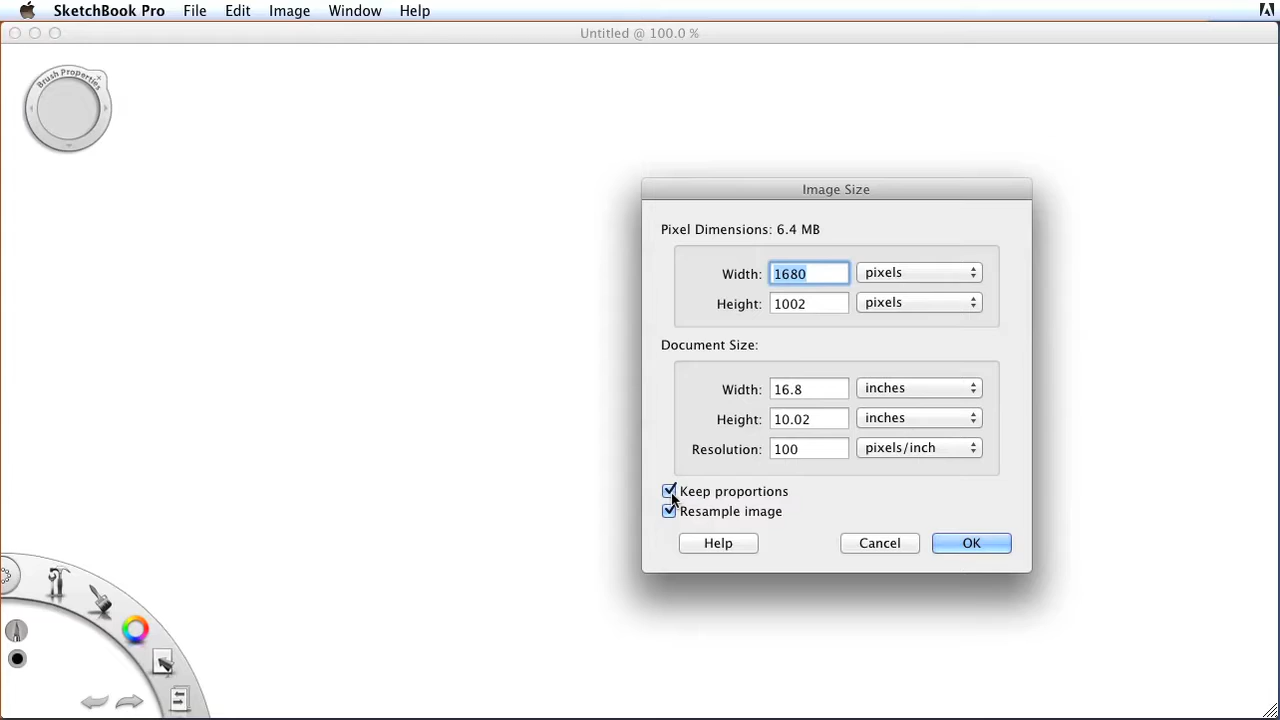 SketchBook Pro File Edit Image Window Help
Untitled @ 100.0 %
Brush Properties
Image Size
Pixel Dimensions: 6.4 MB
Width: 1680 pixels
Height: 1002 pixels
Document Size:
Width: 16.8 inches
Height: 10.02 inches
Resolution: 100 pixels/inch
Keep proportions
Resample image
Help Cancel OK